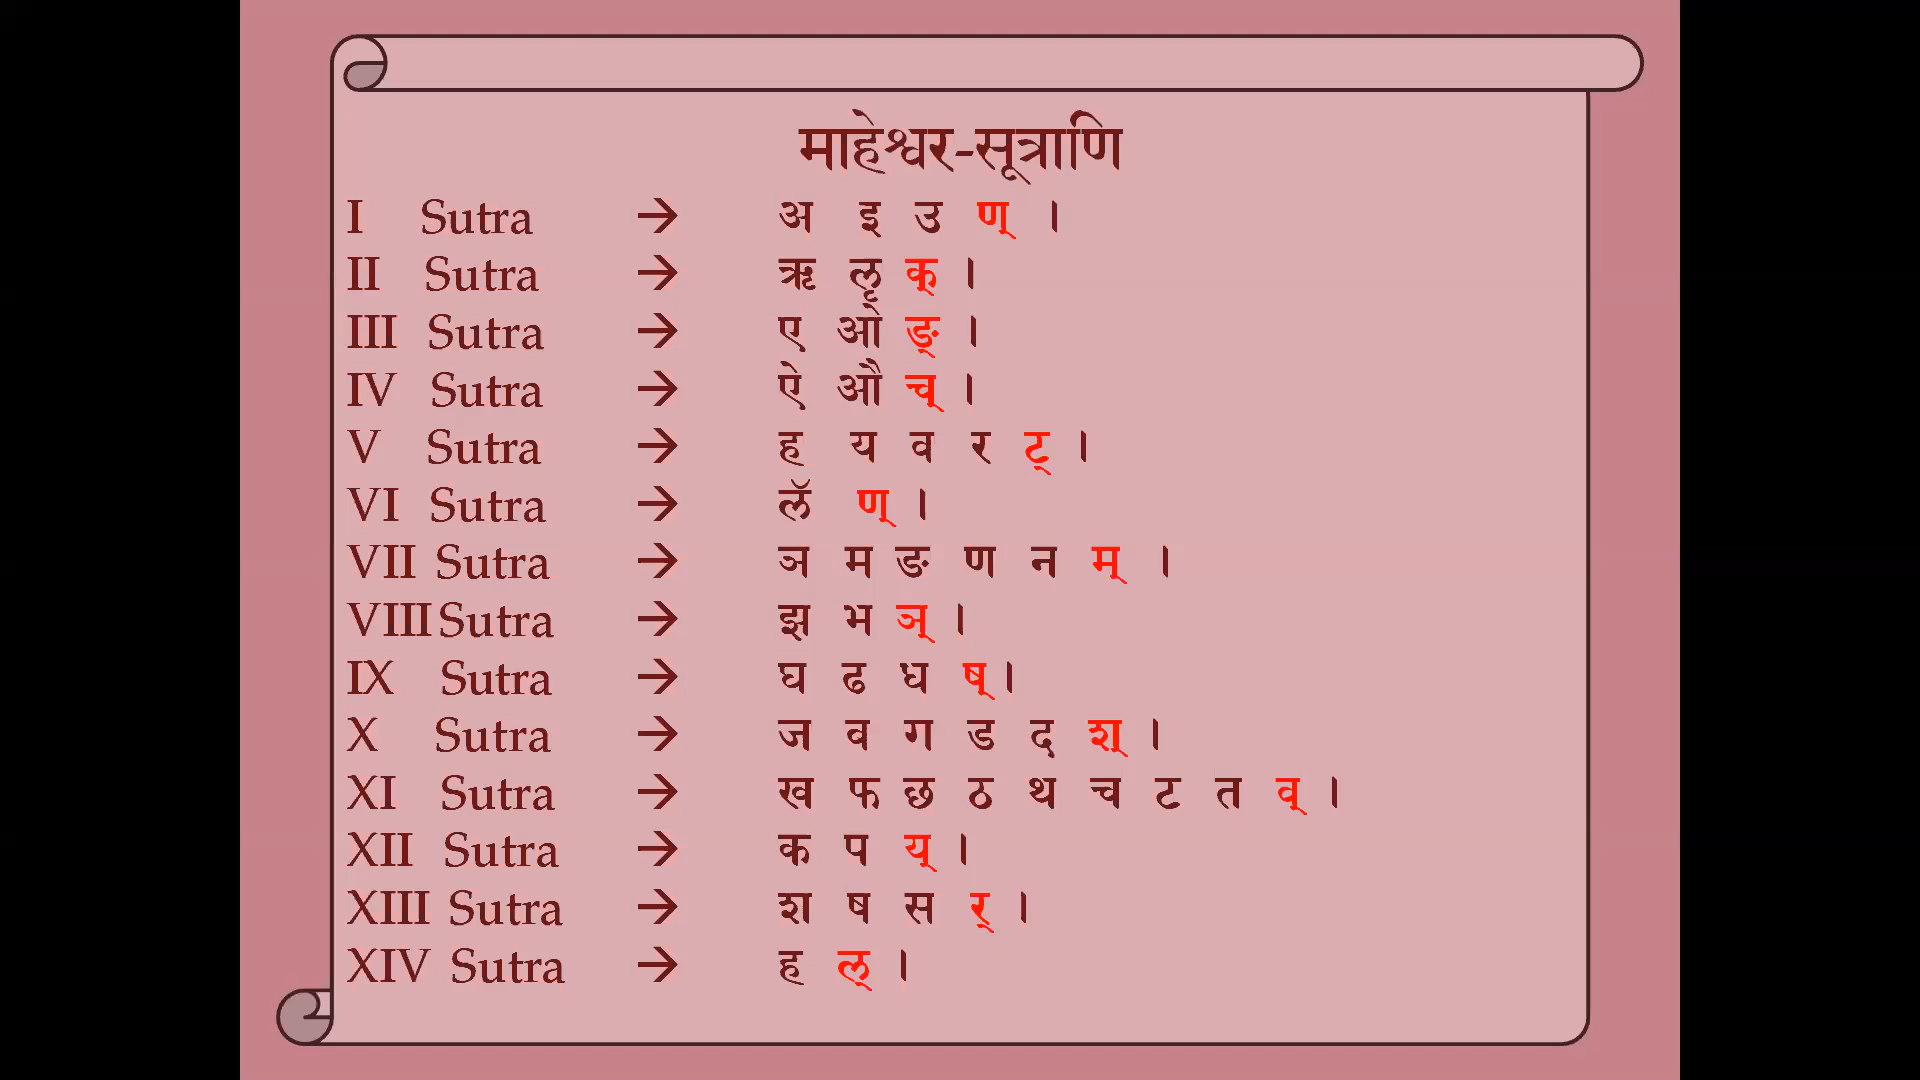 माहेश्वर-सूत्राणि
I Sutra → अ इ उ ण् ।
II Sutra → ऋ ऌ क् ।
III Sutra → ए ओ ङ् ।
IV Sutra → ऐ औ च् ।
V Sutra → ह य व र ट् ।
VI Sutra → लॅ ण् ।
VII Sutra → ञ म ङ ण न म् ।
VIII Sutra → झ भ ञ् ।
IX Sutra → घ ढ ध ष् ।
X Sutra → ज व ग ड द श् ।
XI Sutra → ख फ छ ठ थ च ट त व् ।
XII Sutra → क प य् ।
XIII Sutra → श ष स र् ।
XIV Sutra → ह ल् ।